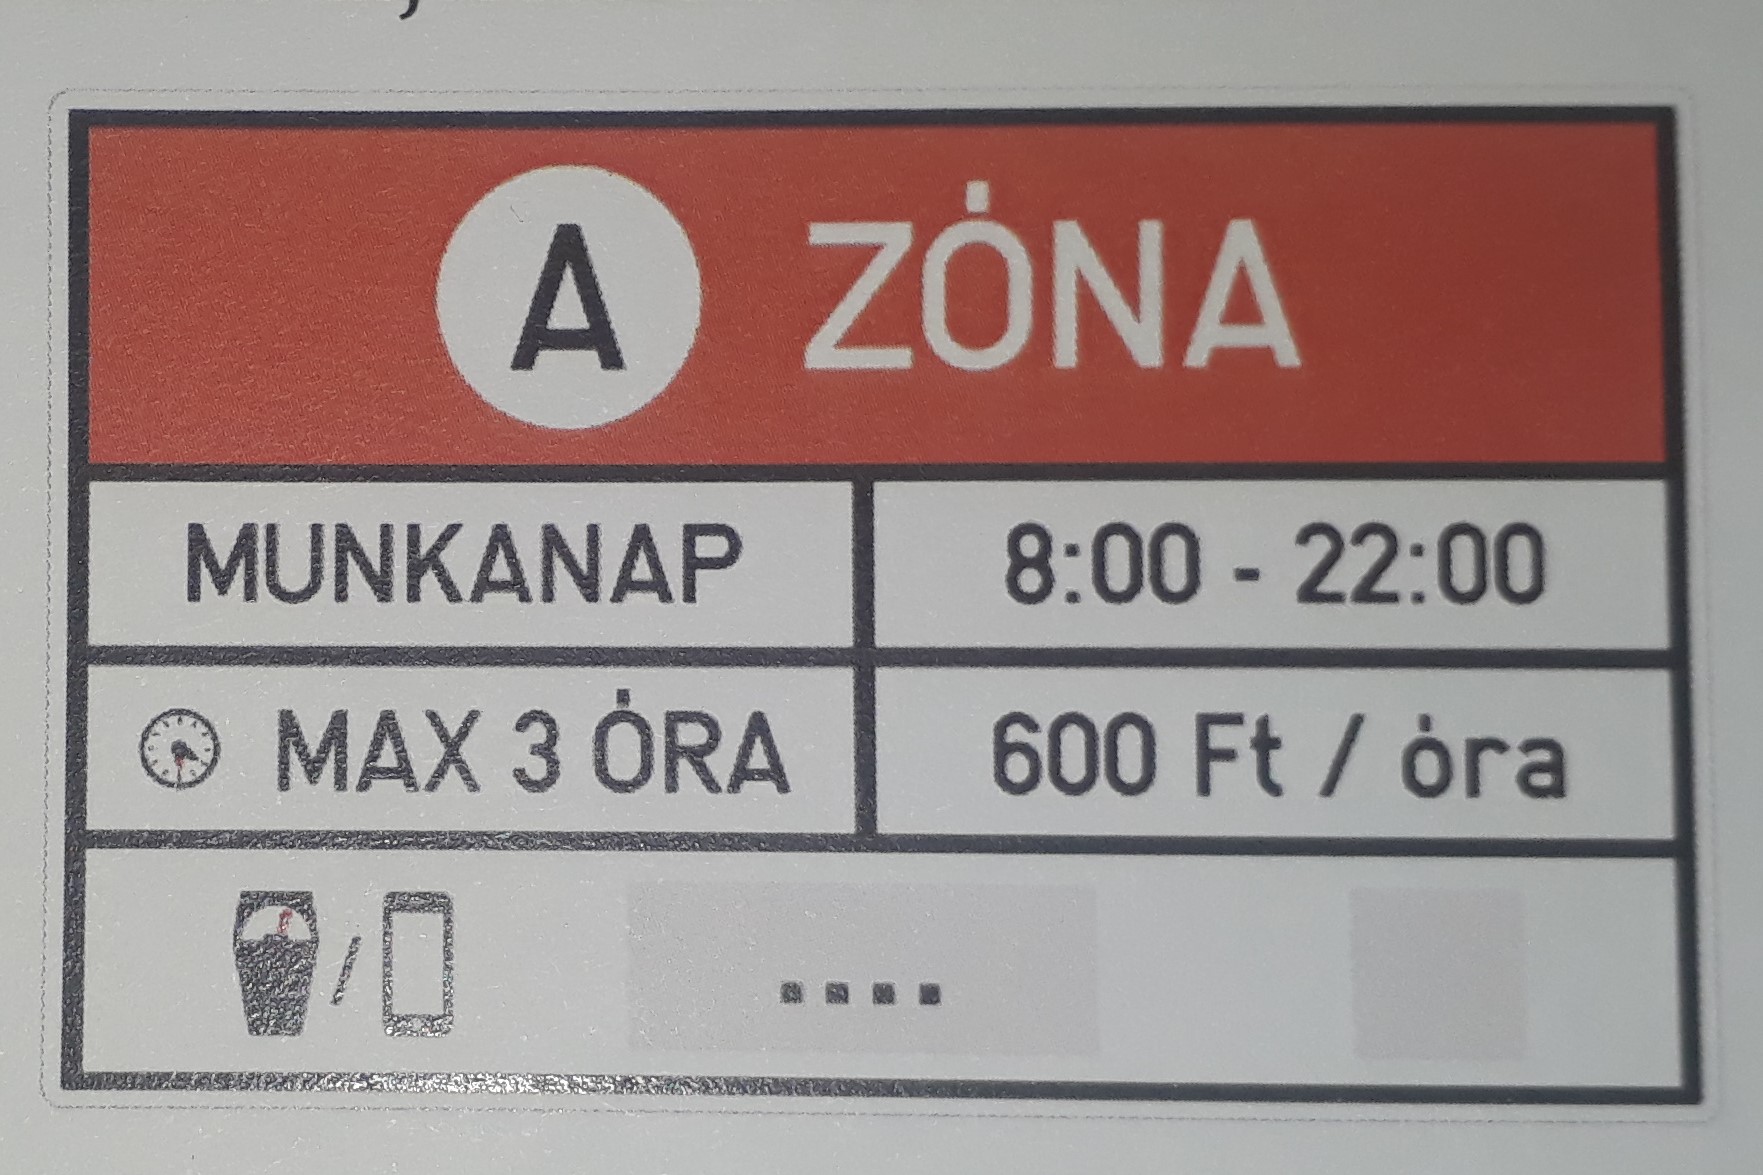 A ZÓNA
MUNKANAP 8:00 - 22:00
MAX 3 ÓRA 600 Ft / óra
/ ....